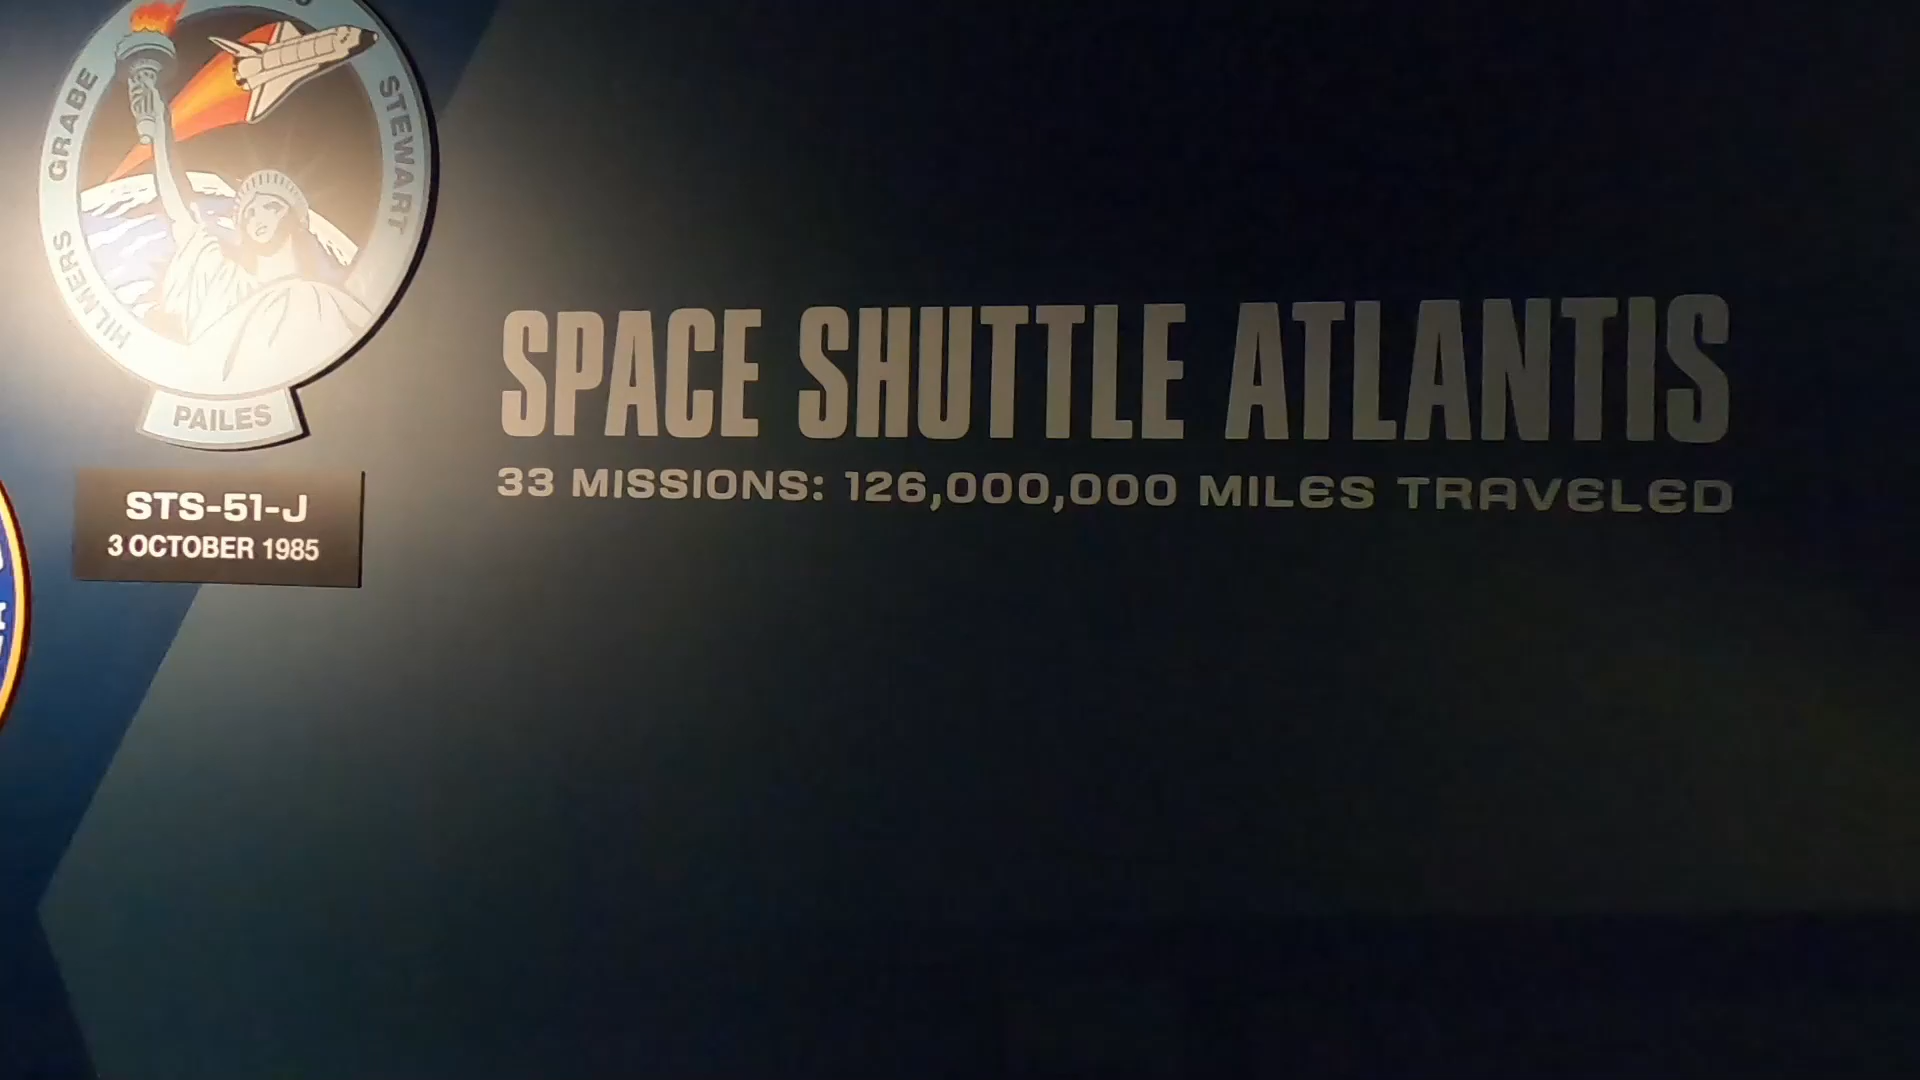 GRABE
STEWART
HILMERS
PAILES
STS-51-J
3 OCTOBER 1985
SPACE SHUTTLE ATLANTIS
33 MISSIONS: 126,000,000 MILES TRAVELED